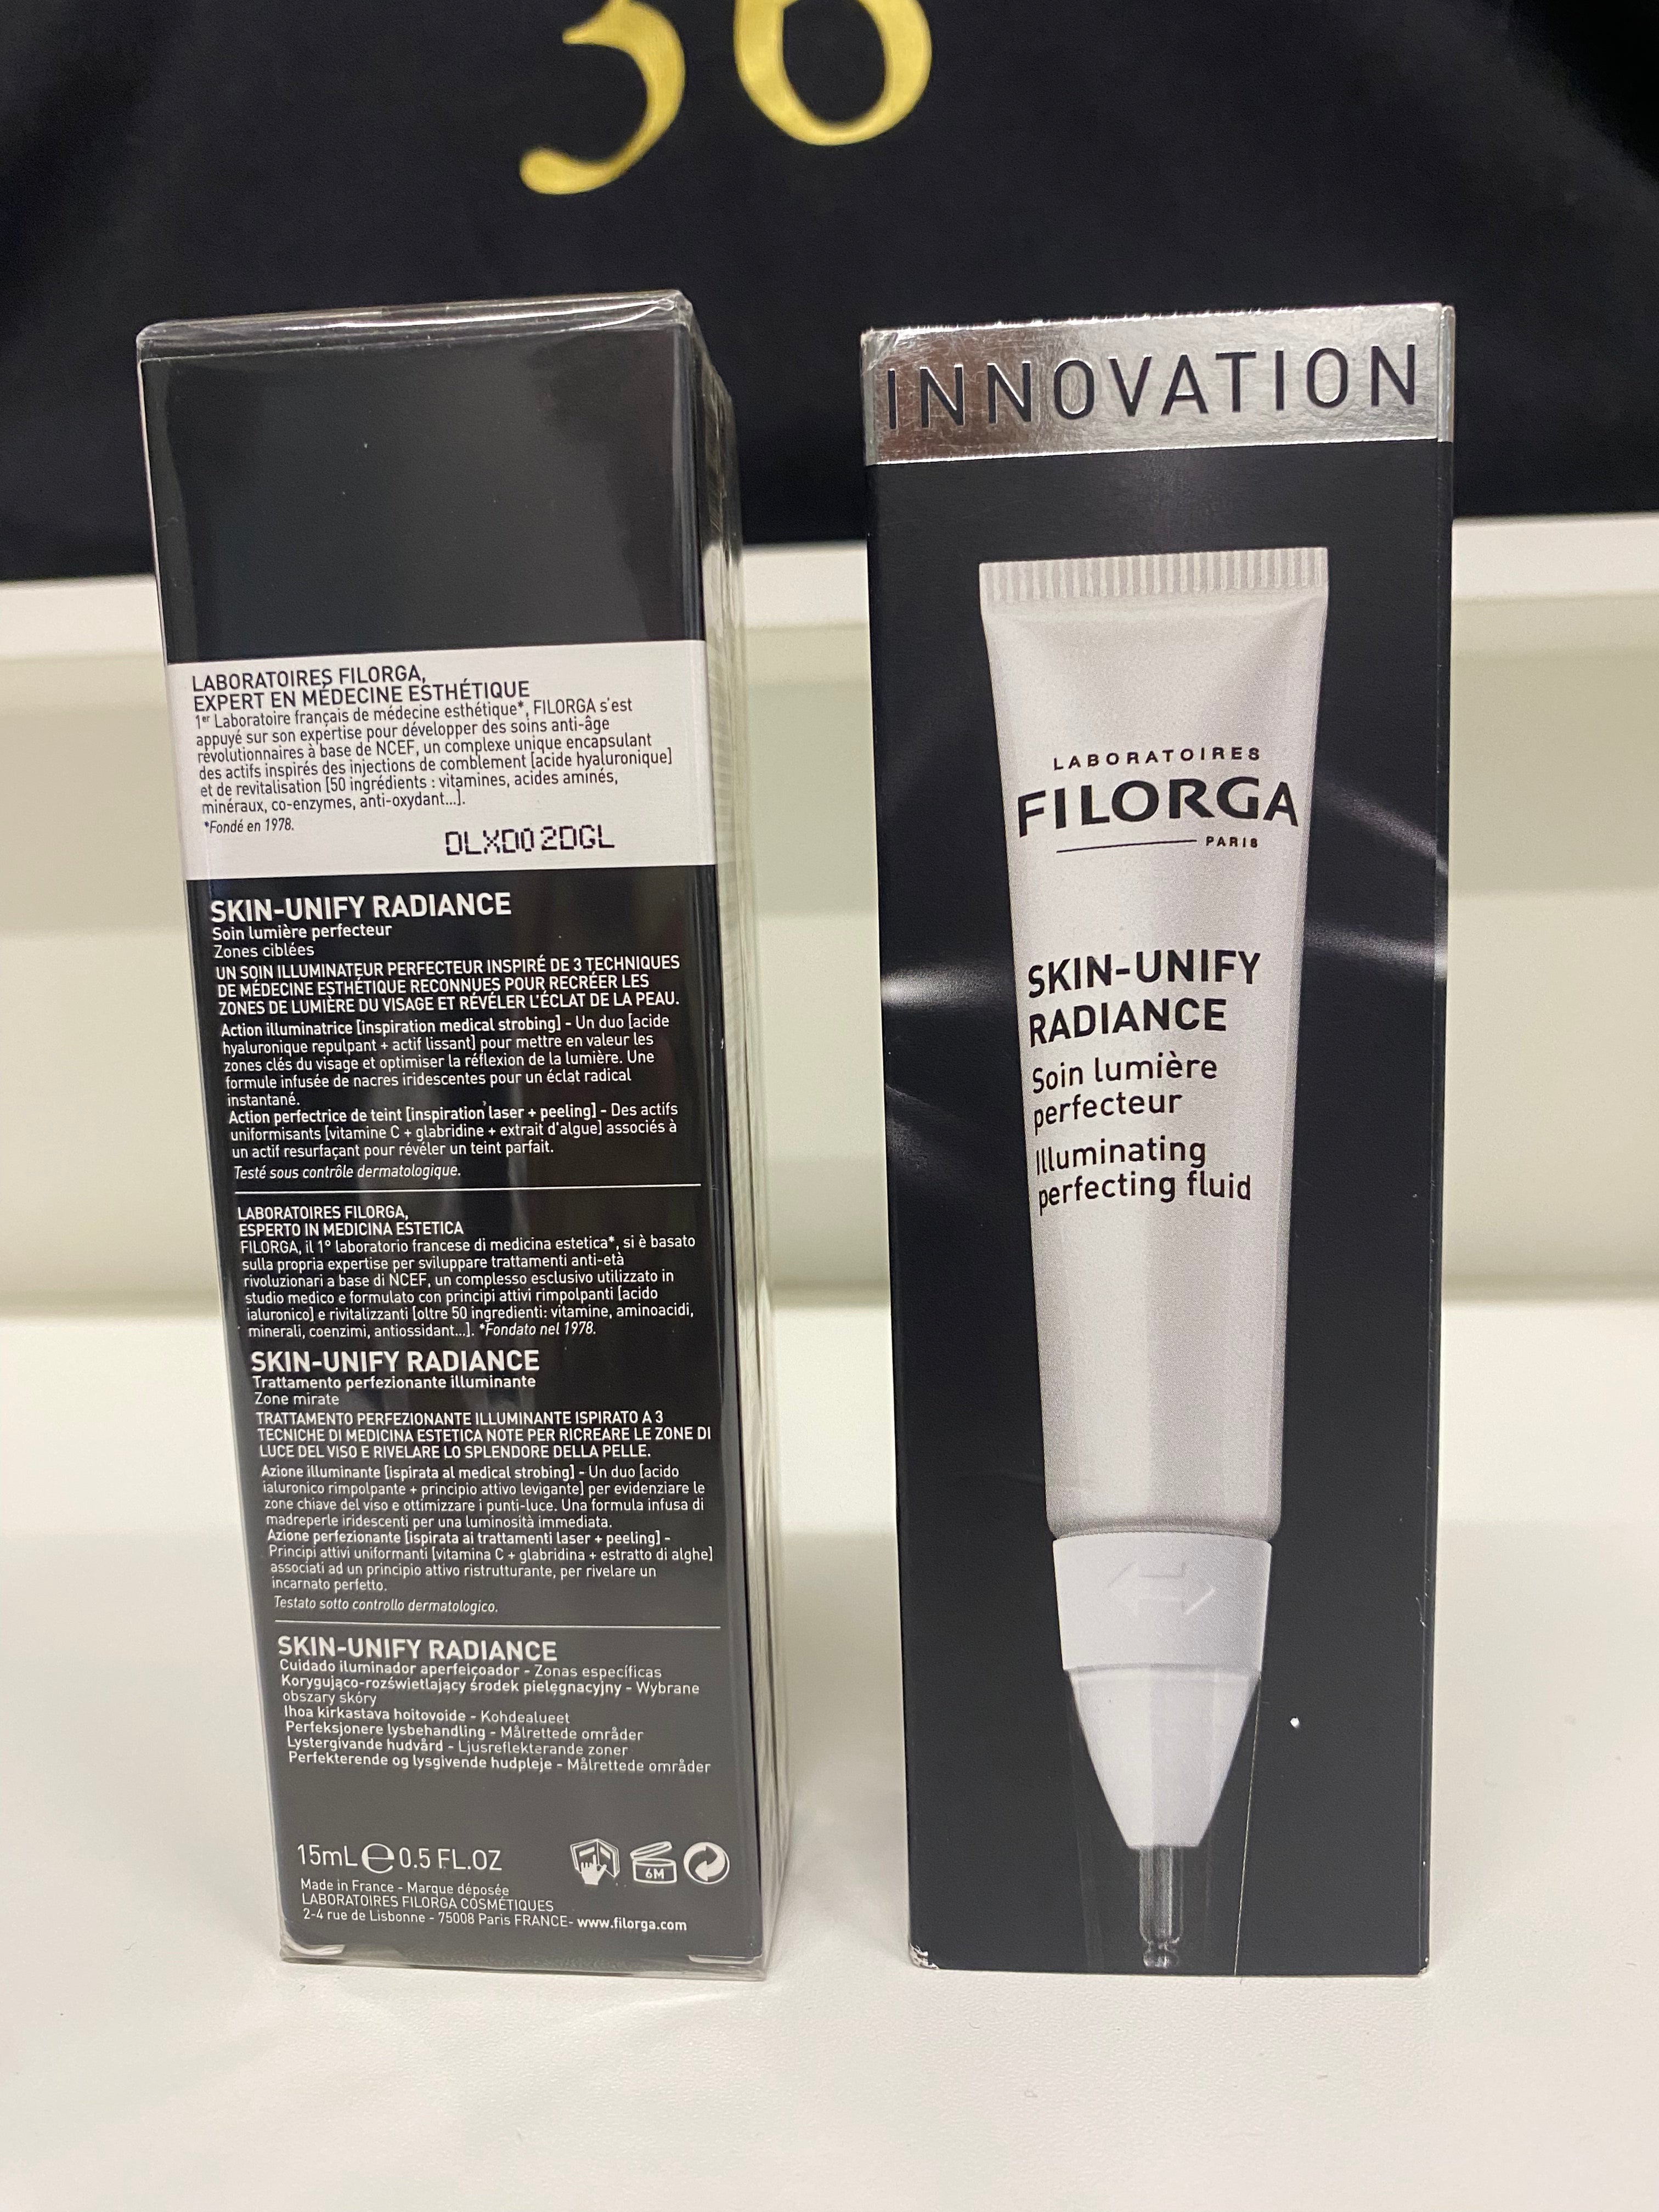 36
LABORATOIRES FILORGA,
EXPERT EN MÉDECINE ESTHÉTIQUE
1er Laboratoire français de médecine esthétique*, FILORGA s'est
appuyé sur son expertise pour développer des soins anti-âge
révolutionnaires à base de NCEF, un complexe unique encapsulant
des actifs inspirés des injections de comblement [acide hyaluronique]
et de revitalisation [50 ingrédients : vitamines, acides aminés,
minéraux, co-enzymes, anti-oxydant...].
*Fondé en 1978.
DLXD0 2DGL
SKIN-UNIFY RADIANCE
Soin lumière perfecteur
Zones ciblées
UN SOIN ILLUMINATEUR PERFECTEUR INSPIRÉ DE 3 TECHNIQUES
DE MÉDECINE ESTHÉTIQUE RECONNUES POUR RECRÉER LES
ZONES DE LUMIÈRE DU VISAGE ET RÉVÉLER L'ÉCLAT DE LA PEAU.
Action illuminatrice [inspiration medical strobing] - Un duo [acide
hyaluronique repulpant + actif lissant] pour mettre en valeur les
zones clés du visage et optimiser la réflexion de la lumière. Une
formule infusée de nacres iridescentes pour un éclat radical
instantané.
Action perfectrice de teint [inspiration laser + peeling] - Des actifs
uniformisants [vitamine C + glabridine + extrait d'algue] associés à
un actif resurfaçant pour révéler un teint parfait.
Testé sous contrôle dermatologique.
LABORATOIRES FILORGA,
ESPERTO IN MEDICINA ESTETICA
FILORGA, il 1° laboratorio francese di medicina estetica*, si è basato
sulla propria expertise per sviluppare trattamenti anti-età
rivoluzionari a base di NCEF, un complesso esclusivo utilizzato in
studio medico e formulato con principi attivi rimpolpanti [acido
ialuronico] e rivitalizzanti [oltre 50 ingredienti: vitamine, aminoacidi,
minerali, coenzimi, antiossidant...]. *Fondato nel 1978.
SKIN-UNIFY RADIANCE
Trattamento perfezionante illuminante
Zone mirate
TRATTAMENTO PERFEZIONANTE ILLUMINANTE ISPIRATO A 3
TECNICHE DI MEDICINA ESTETICA NOTE PER RICREARE LE ZONE DI
LUCE DEL VISO E RIVELARE LO SPLENDORE DELLA PELLE.
Azione illuminante [ispirata al medical strobing] - Un duo [acido
ialuronico rimpolpante + principio attivo levigante] per evidenziare le
zone chiave del viso e ottimizzare i punti-luce. Una formula infusa di
madreperle iridescenti per una luminosità immediata.
Azione perfezionante [ispirata ai trattamenti laser + peeling] -
Principi attivi uniformanti [vitamina C + glabridina + estratto di alghe]
associati ad un principio attivo ristrutturante, per rivelare un
incarnato perfetto.
Testato sotto controllo dermatologico.
SKIN-UNIFY RADIANCE
Cuidado iluminador aperfeiçoador - Zonas específicas
Korygująco-rozświetlający środek pielęgnacyjny - Wybrane
obszary skóry
Ihoa kirkastava hoitovoide - Kohdealueet
Perfeksjonere lysbehandling - Målrettede områder
Lystergivande hudvård - Ljusreflekterande zoner
Perfekterende og lysgivende hudpleje - Målrettede områder
15mL e 0.5 FL.OZ
6M
Made in France - Marque déposée
LABORATOIRES FILORGA COSMÉTIQUES
2-4 rue de Lisbonne - 75008 Paris FRANCE- www.filorga.com
INNOVATION
LABORATOIRES
FILORGA
PARIS
SKIN-UNIFY
RADIANCE
Soin lumière
perfecteur
Illuminating
perfecting fluid